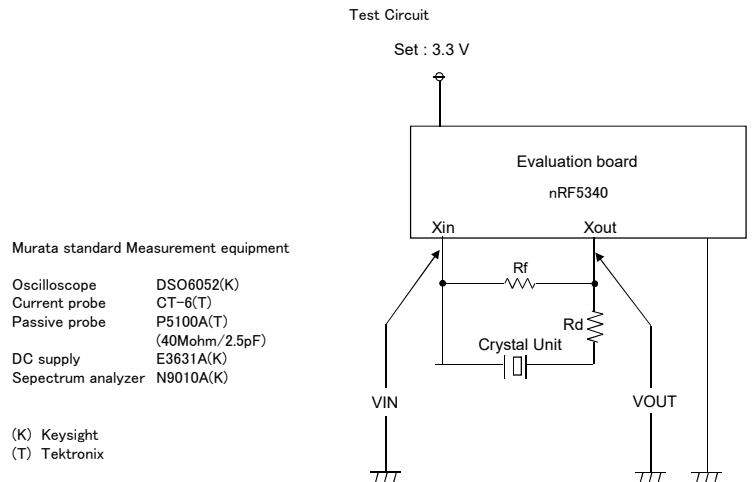 Test Circuit
Set : 3.3 V
Evaluation board
nRF5340
Xin Xout
Rf
Rd
Crystal Unit
VIN VOUT
Murata standard Measurement equipment
Oscilloscope DSO6052(K)
Current probe CT-6(T)
Passive probe P5100A(T)
(40Mohm/2.5pF)
DC supply E3631A(K)
Sepectrum analyzer N9010A(K)
(K) Keysight
(T) Tektronix